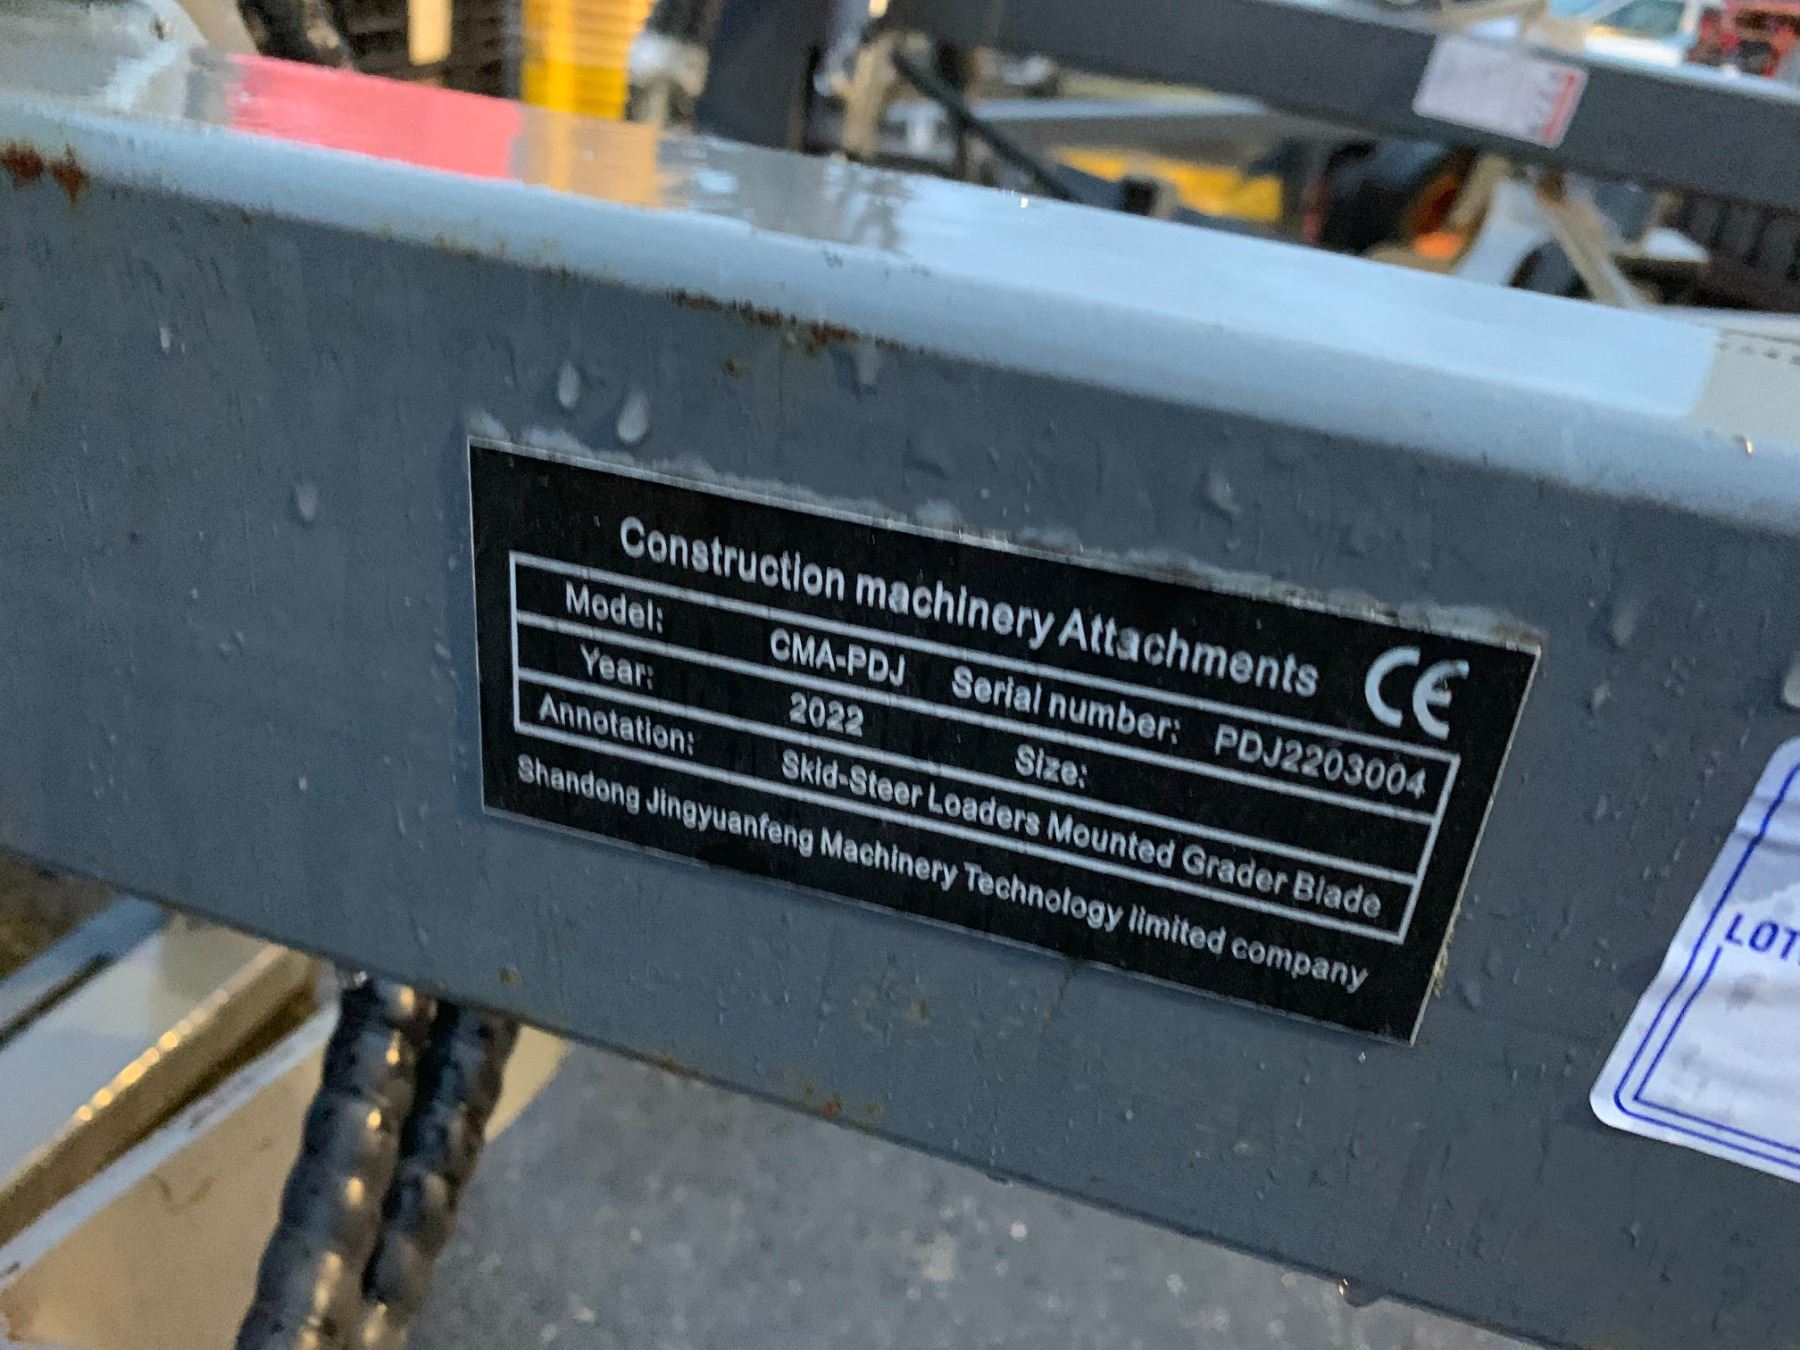 Construction machinery Attachments CE
Model: CMA-PDJ Serial number: PDJ2203004
Year: 2022 Size:
Annotation: Skid-Steer Loaders Mounted Grader Blade
Shandong Jingyuanfeng Machinery Technology limited company
LOT